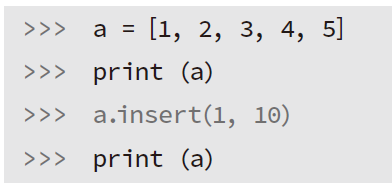 >>> a = [1, 2, 3, 4, 5]
>>> print (a)
>>> a.insert(1, 10)
>>> print (a)